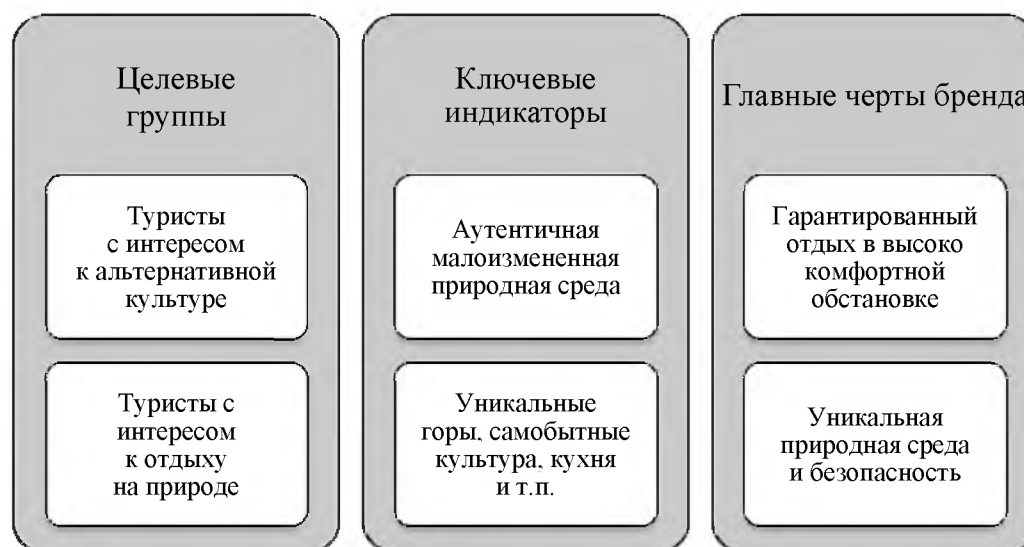 Целевые
группы
Туристы
с интересом
к альтернативной
культуре
Туристы с
интересом
к отдыху
на природе
Ключевые
индикаторы
Аутентичная
малоизмененная
природная среда
Уникальные
горы, самобытные
культура, кухня
и т.п.
Главные черты бренда
Гарантированный
отдых в высоко
комфортной
обстановке
Уникальная
природная среда
и безопасность